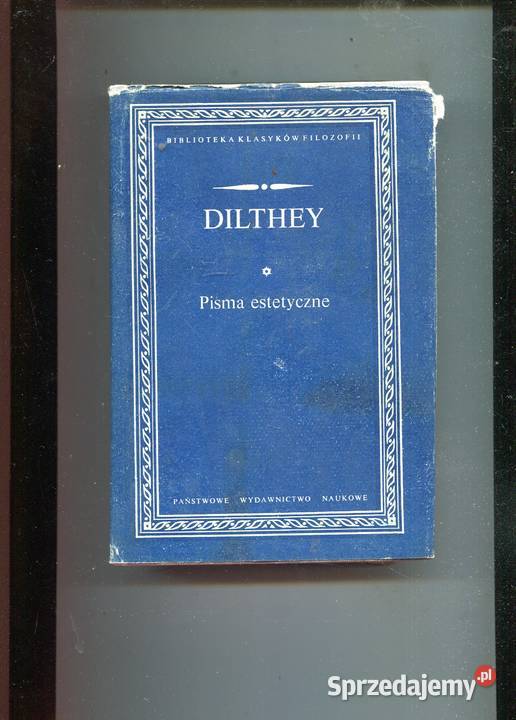 BIBLIOTEKA KLASYKÓW FILOZOFII
DILTHEY
Pisma estetyczne
PAŃSTWOWE WYDAWNICTWO NAUKOWE
Sprzedajemy.pl